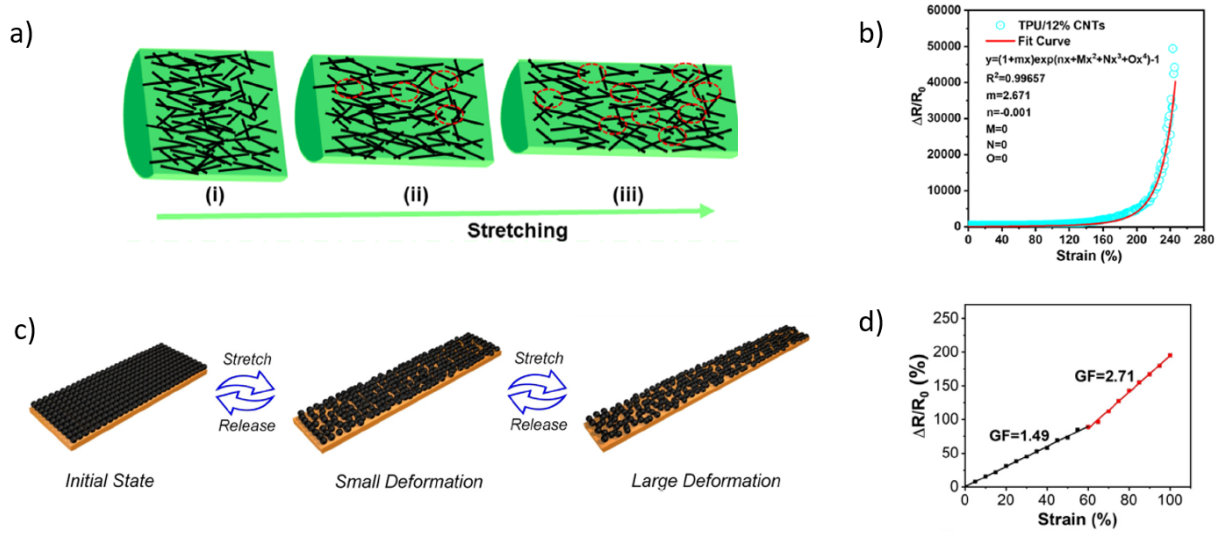 a)
(i)
(ii)
(iii)
Stretching
b)
60000
50000
40000
30000
20000
10000
0
ΔR/R₀
TPU/12% CNTs
Fit Curve
y=(1+mx)exp(nx+Mx²+Nx³+Ox⁴)-1
R²=0.99657
m=2.671
n=-0.001
M=0
N=0
O=0
0 40 80 120 160 200 240 280
Strain (%)
c)
Stretch
Release
Stretch
Release
Initial State
Small Deformation
Large Deformation
d)
250
200
150
100
50
0
ΔR/R₀ (%)
GF=2.71
GF=1.49
0 20 40 60 80 100
Strain (%)